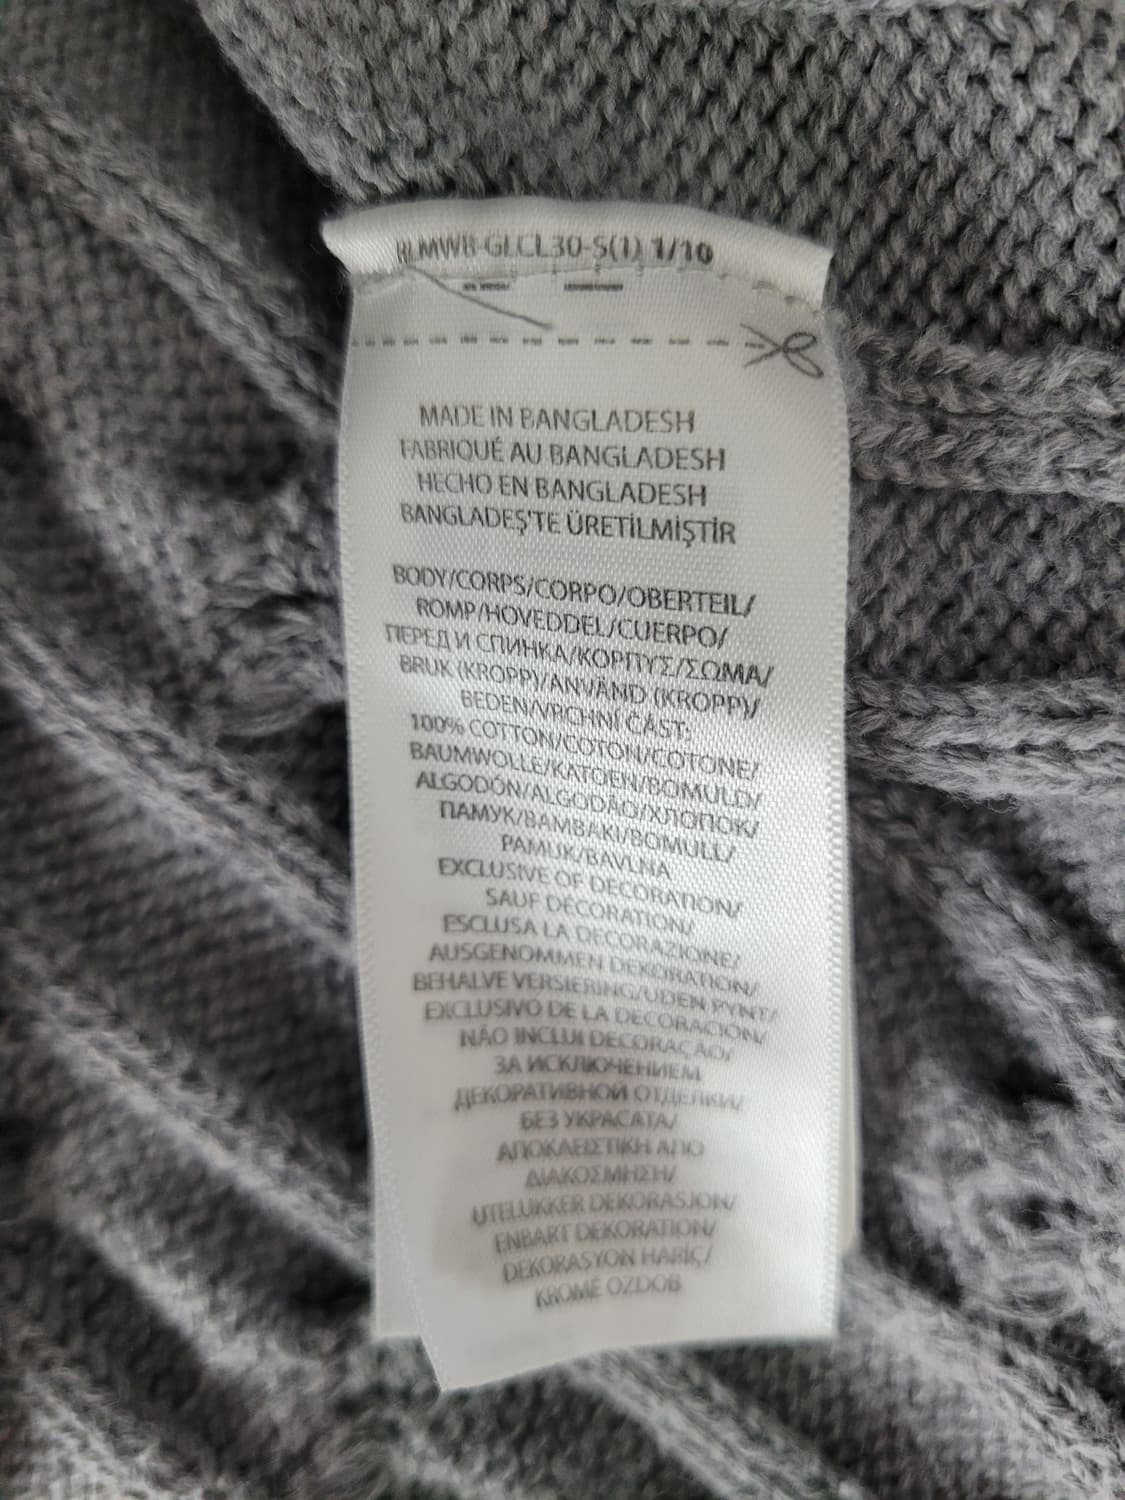 RLMWB-GLCL30-S(1) 1/10
MADE IN BANGLADESH
FABRIQUÉ AU BANGLADESH
HECHO EN BANGLADESH
BANGLADEŞ'TE ÜRETİLMİŞTİR
BODY/CORPS/CORPO/OBERTEIL/
ROMP/HOVEDDEL/CUERPO/
ПЕРЕД И СПИНКА/КОРПУС/ΣΩΜΑ/
BRUK (KROPP)/ANVÄND (KROPP)/
BEDEN/VRCHNÍ ČÁST:
100% COTTON/COTON/COTONE/
BAUMWOLLE/KATOEN/BOMULD/
ALGODÓN/ALGODÃO/ХЛОПОК/
ПАМУК/ΒΑΜΒΑΚΙ/BOMULL/
PAMUK/BAVLNA
EXCLUSIVE OF DECORATION/
SAUF DÉCORATION/
ESCLUSA LA DECORAZIONE/
AUSGENOMMEN DEKORATION/
BEHALVE VERSIERING/UDEN PYNT/
EXCLUSIVO DE LA DECORACIÓN/
NÃO INCLUI DECORAÇÃO/
ЗА ИСКЛЮЧЕНИЕМ
ДЕКОРАТИВНОЙ ОТДЕЛКИ/
БЕЗ УКРАСАТА/
ΑΠΟΚΛΕΙΣΤΙΚΗ ΑΠΟ
ΔΙΑΚΟΣΜΗΣΗ/
UTELUKKER DEKORASJON/
ENBART DEKORATION/
DEKORASYON HARİÇ/
KROMĚ OZDOB